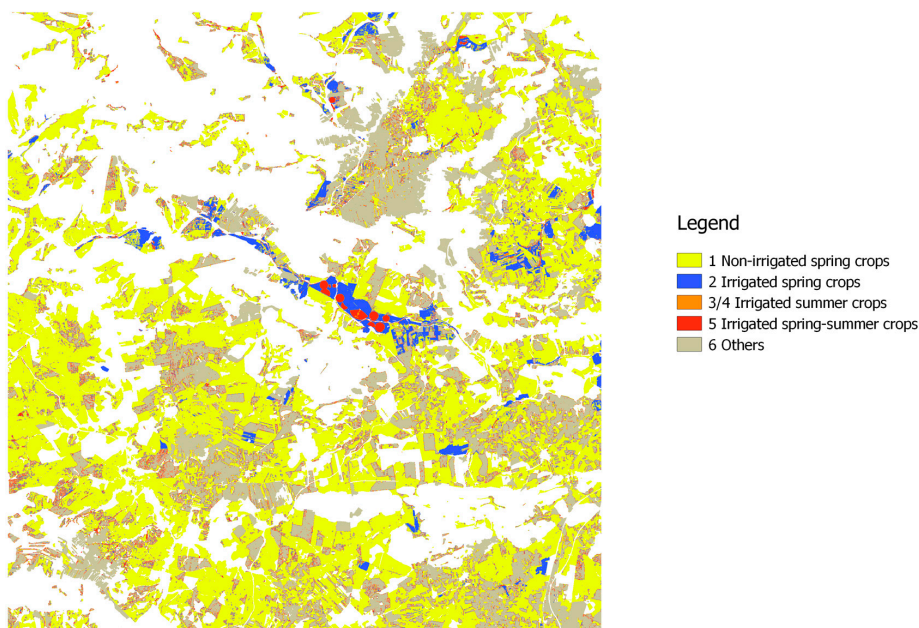 Legend
1 Non-irrigated spring crops
2 Irrigated spring crops
3/4 Irrigated summer crops
5 Irrigated spring-summer crops
6 Others